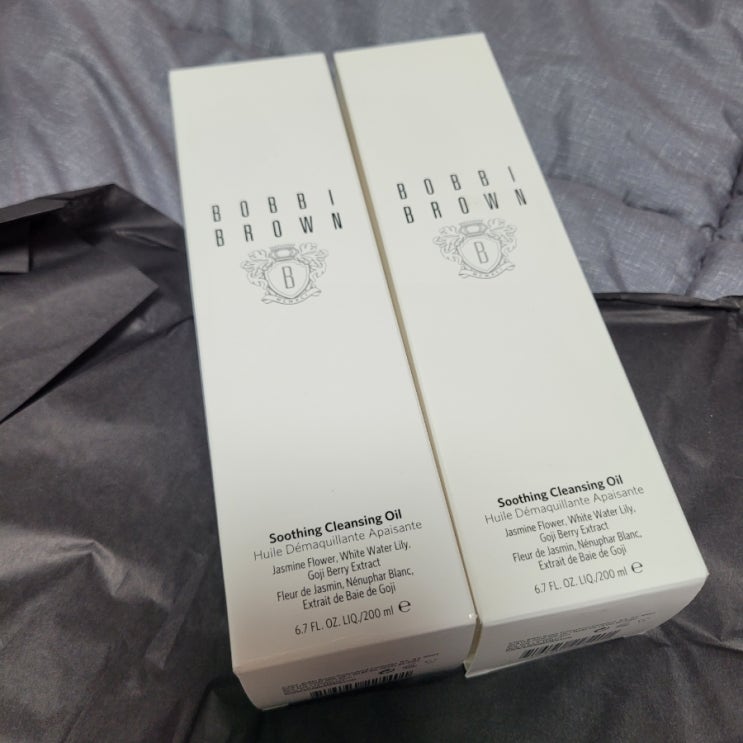 BOBBI
BROWN
B
Soothing Cleansing Oil
Huile Démaquillante Apaisante
Jasmine Flower, White Water Lily,
Goji Berry Extract
Fleur de Jasmin, Nénuphar Blanc,
Extrait de Baie de Goji
6.7 FL. OZ. LIQ./200 ml ℮
BOBBI
BROWN
B
Soothing Cleansing Oil
Huile Démaquillante Apaisante
Jasmine Flower, White Water Lily,
Goji Berry Extract
Fleur de Jasmin, Nénuphar Blanc,
Extrait de Baie de Goji
6.7 FL. OZ. LIQ./200 ml ℮